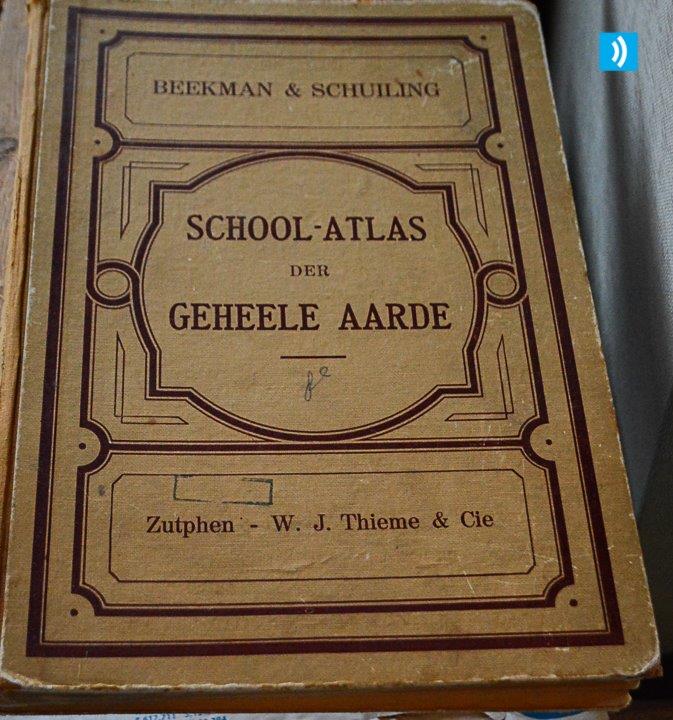 BEEKMAN & SCHUILING
SCHOOL-ATLAS
DER
GEHEELE AARDE
Zutphen - W. J. Thieme & Cie